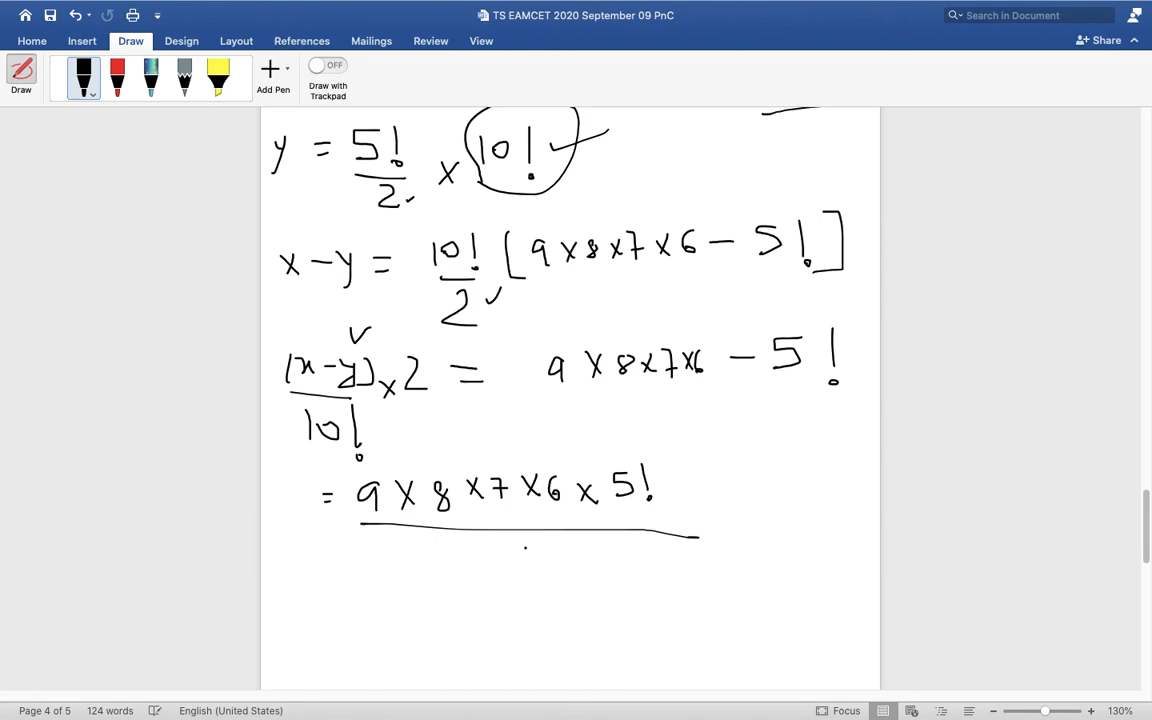 TS EAMCET 2020 September 09 PnC
Search in Document
Home Insert Draw Design Layout References Mailings Review View
Share
Draw
OFF
Draw with
Trackpad
Add Pen
y = 5!/2 × 10!
x - y = 10!/2 [9 × 8 × 7 × 6 - 5!]
(x - y)/10! × 2 = 9 × 8 × 7 × 6 - 5!
= 9 × 8 × 7 × 6 × 5!
Page 4 of 5 124 words English (United States) Focus 130%